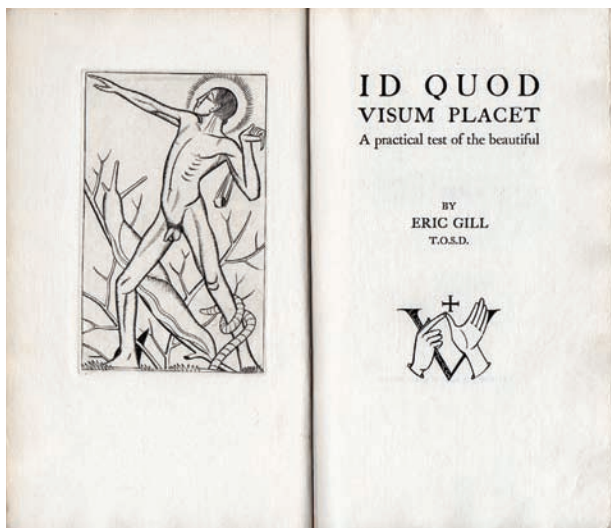 ID QUOD
VISUM PLACET
A practical test of the beautiful
BY
ERIC GILL
T.O.S.D.